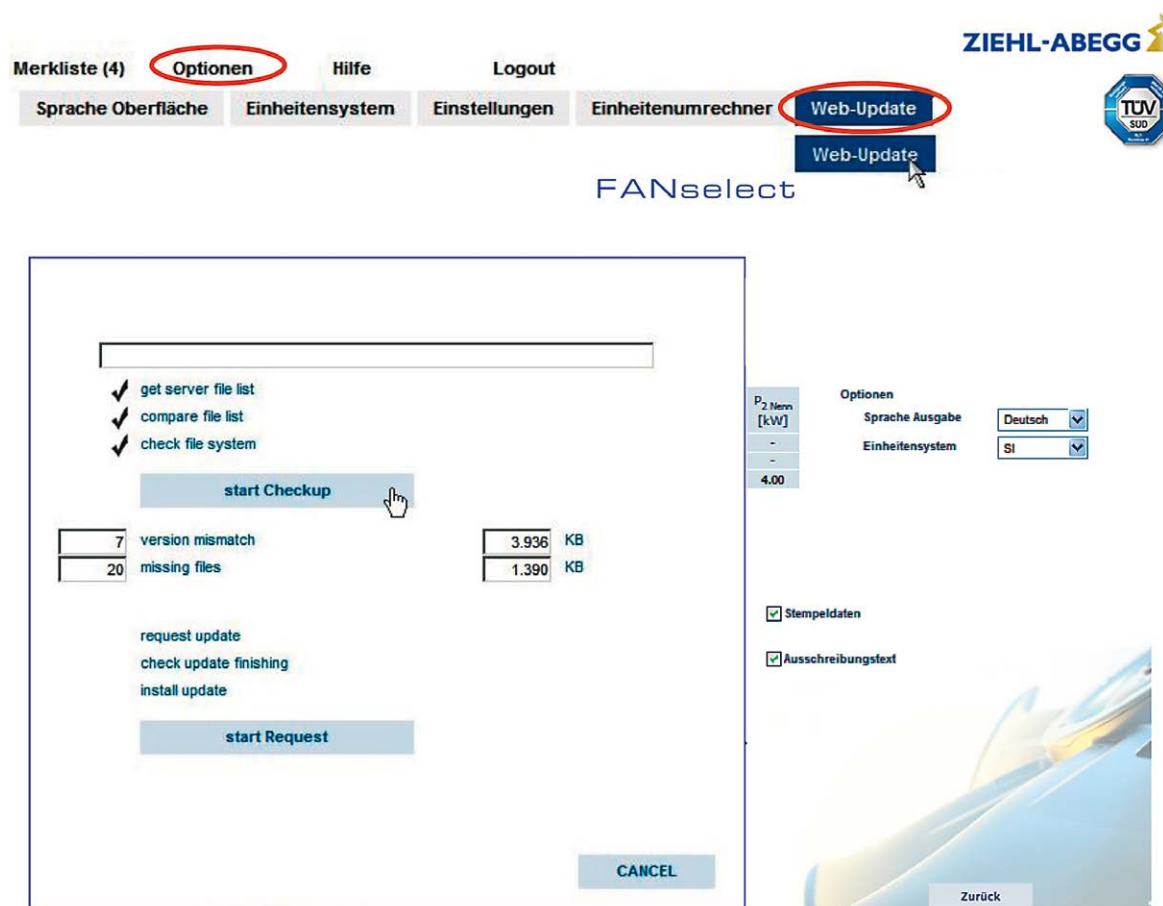 ZIEHL-ABEGG
Merkliste (4) Optionen Hilfe Logout
Sprache Oberfläche Einheitensystem Einstellungen Einheitenumrechner Web-Update
Web-Update
TÜV
SÜD
FANselect
get server file list
compare file list
check file system
start Checkup
7 version mismatch 3.936 KB
20 missing files 1.390 KB
request update
check update finishing
install update
start Request
CANCEL
P2 Nenn
[kW]
-
-
4.00
Optionen
Sprache Ausgabe Deutsch
Einheitensystem SI
Stempeldaten
Ausschreibungstext
Zurück